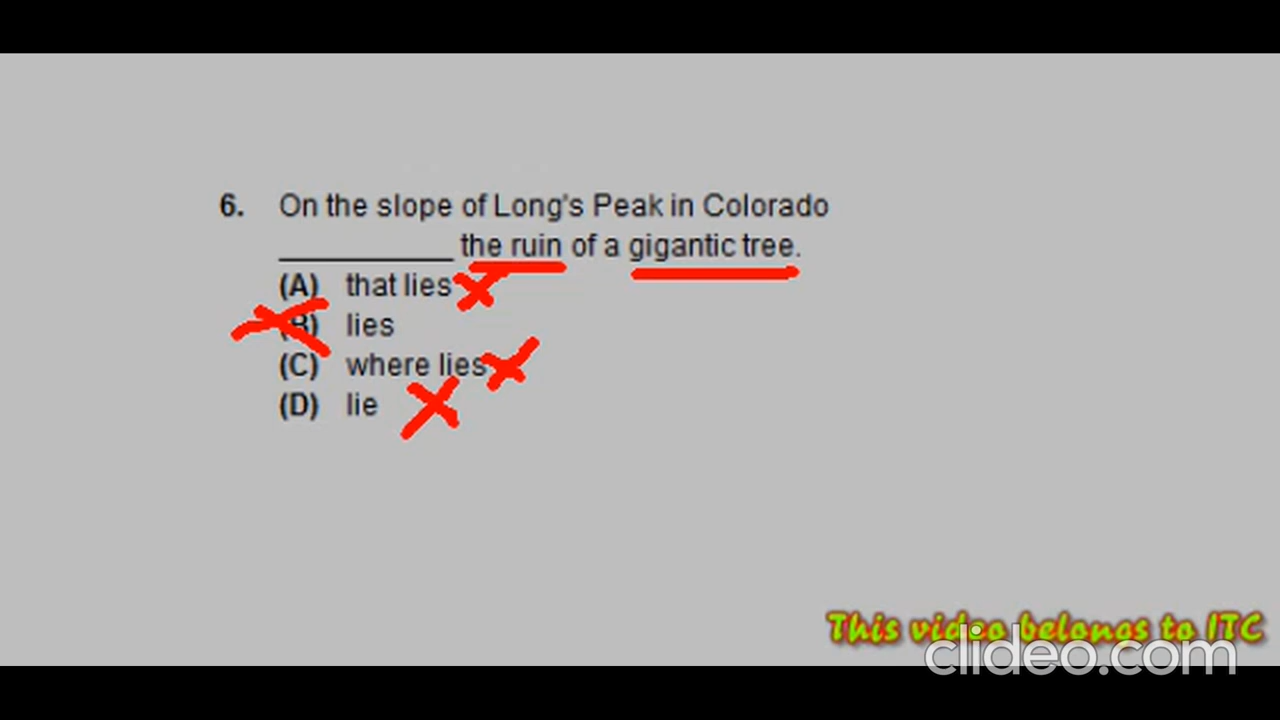 6. On the slope of Long's Peak in Colorado
__________ the ruin of a gigantic tree.
(A) that lies
(B) lies
(C) where lies
(D) lie
This video belongs to ITC
clideo.com